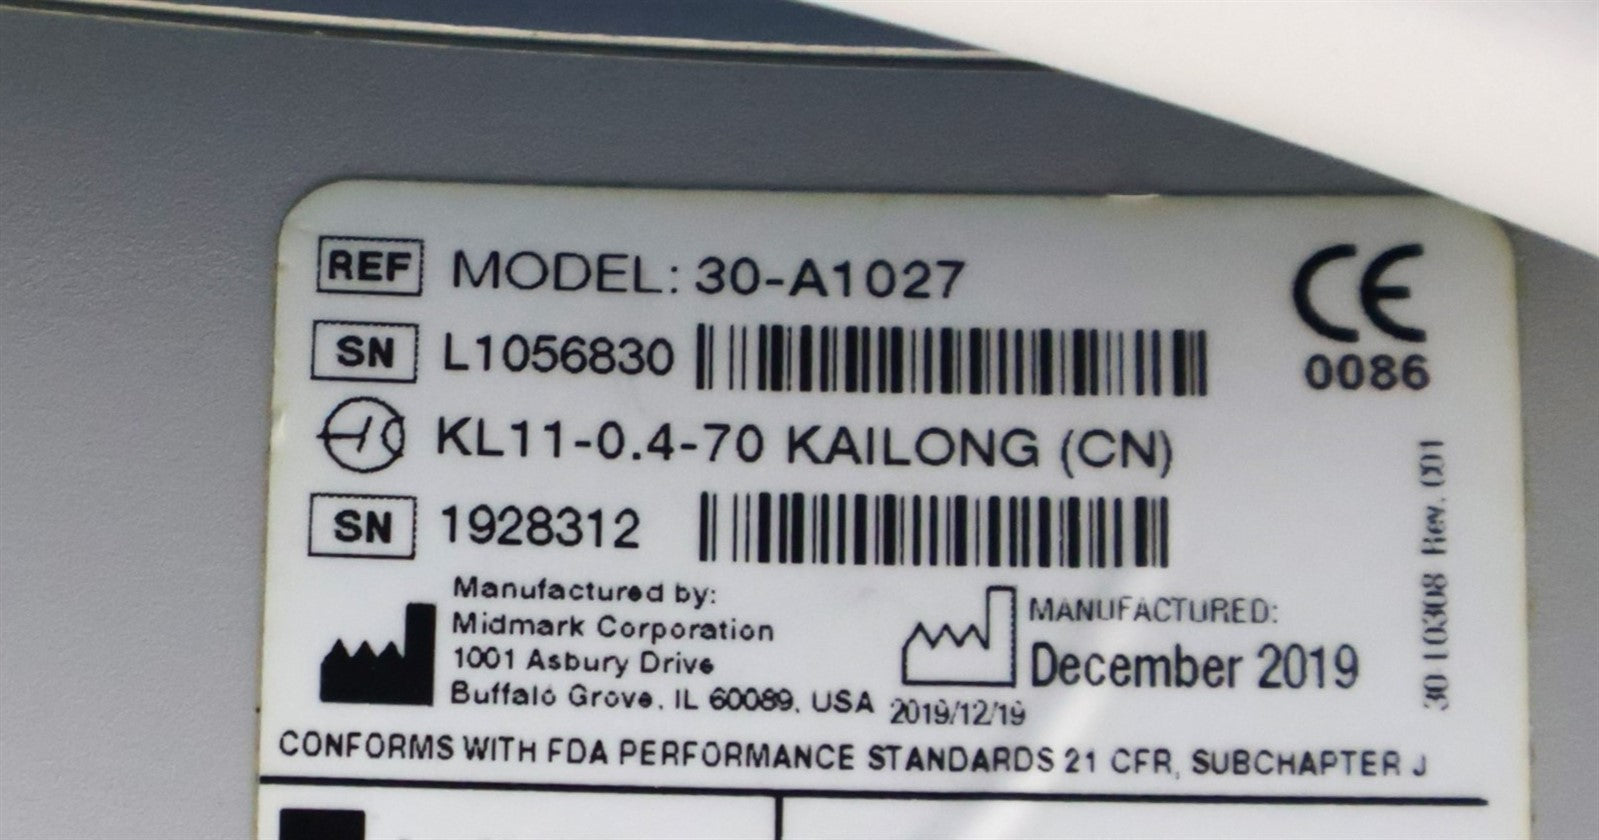 REF MODEL: 30-A1027
CE
0086
SN L1056830
KL11-0.4-70 KAILONG (CN)
SN 1928312
Manufactured by:
Midmark Corporation
1001 Asbury Drive
Buffalo Grove, IL 60089, USA
MANUFACTURED:
December 2019
2019/12/19
30-L0308 Rev. 001
CONFORMS WITH FDA PERFORMANCE STANDARDS 21 CFR, SUBCHAPTER J